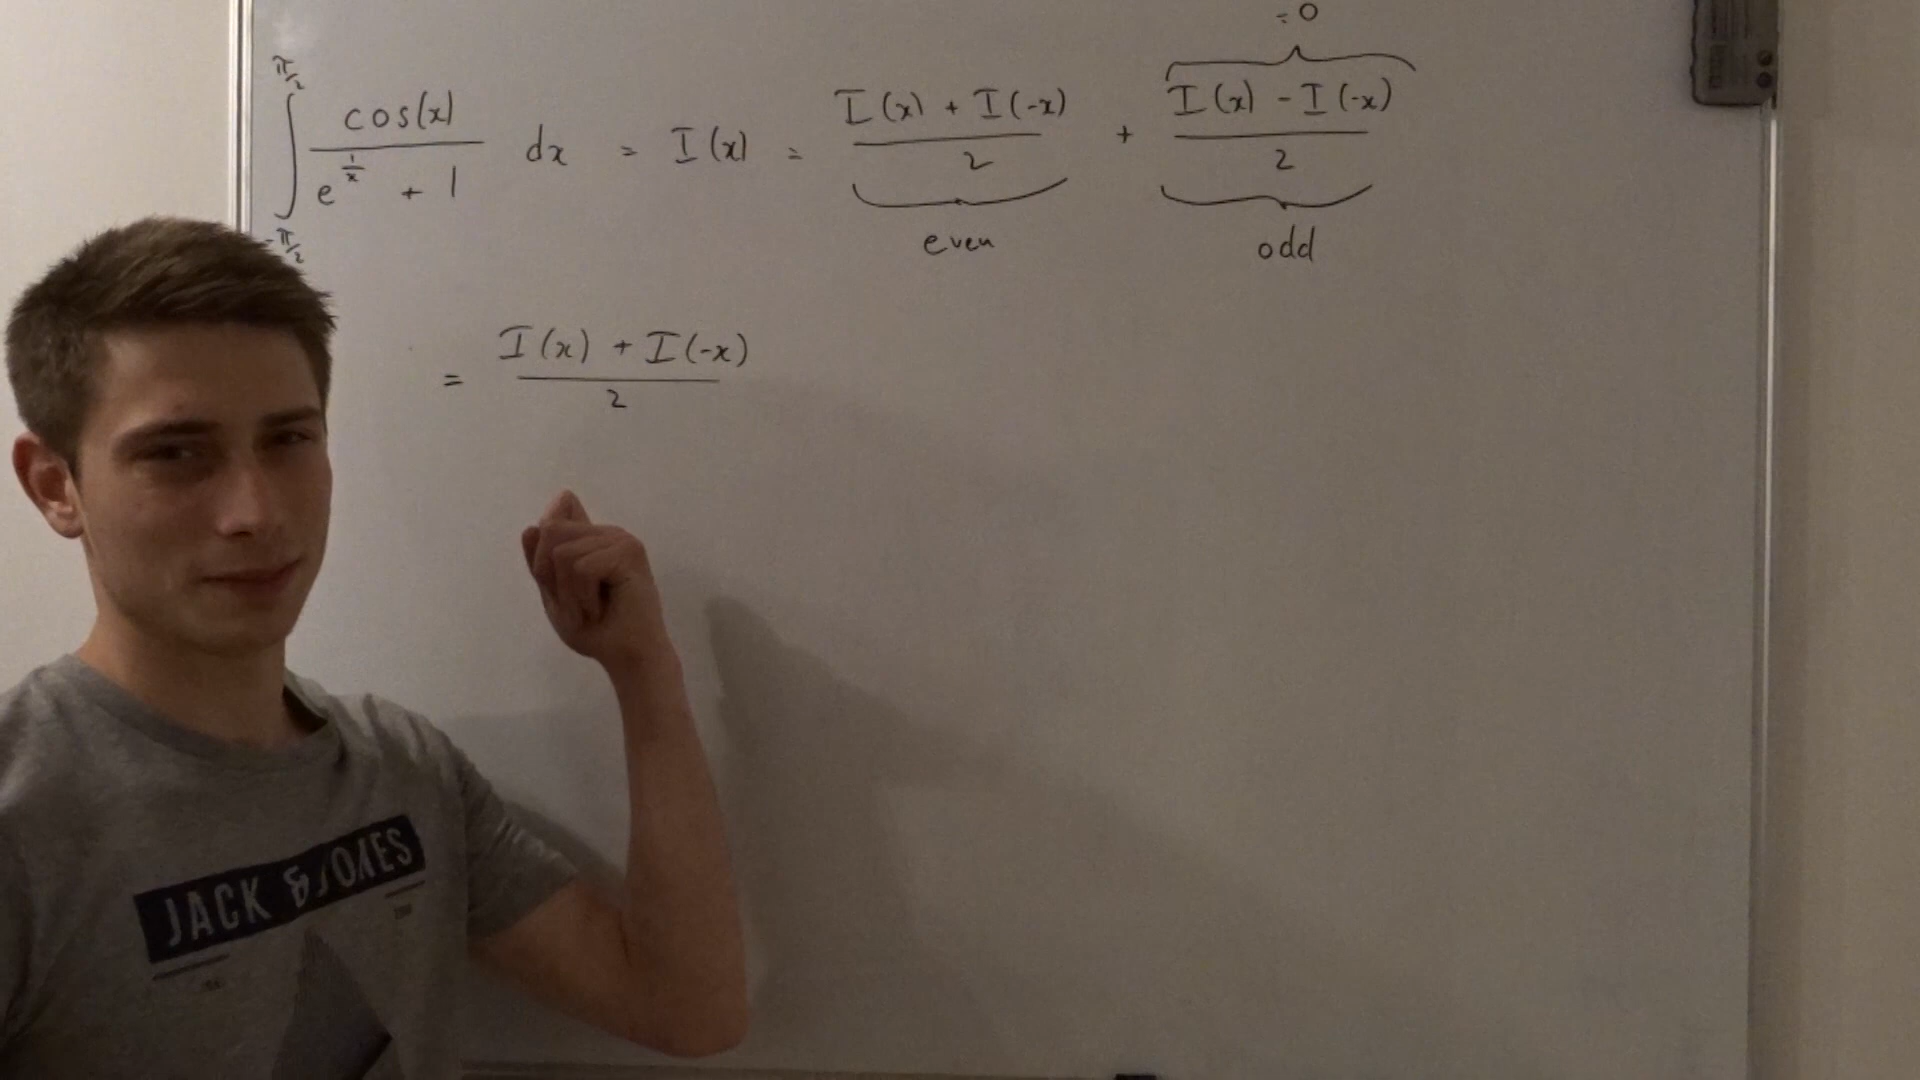 = 0
∫_{-π/2}^{π/2} cos(x) / (e^{1/x} + 1) dx = I(x) = (I(x) + I(-x)) / 2 + (I(x) - I(-x)) / 2
even odd
= (I(x) + I(-x)) / 2
JACK & JONES